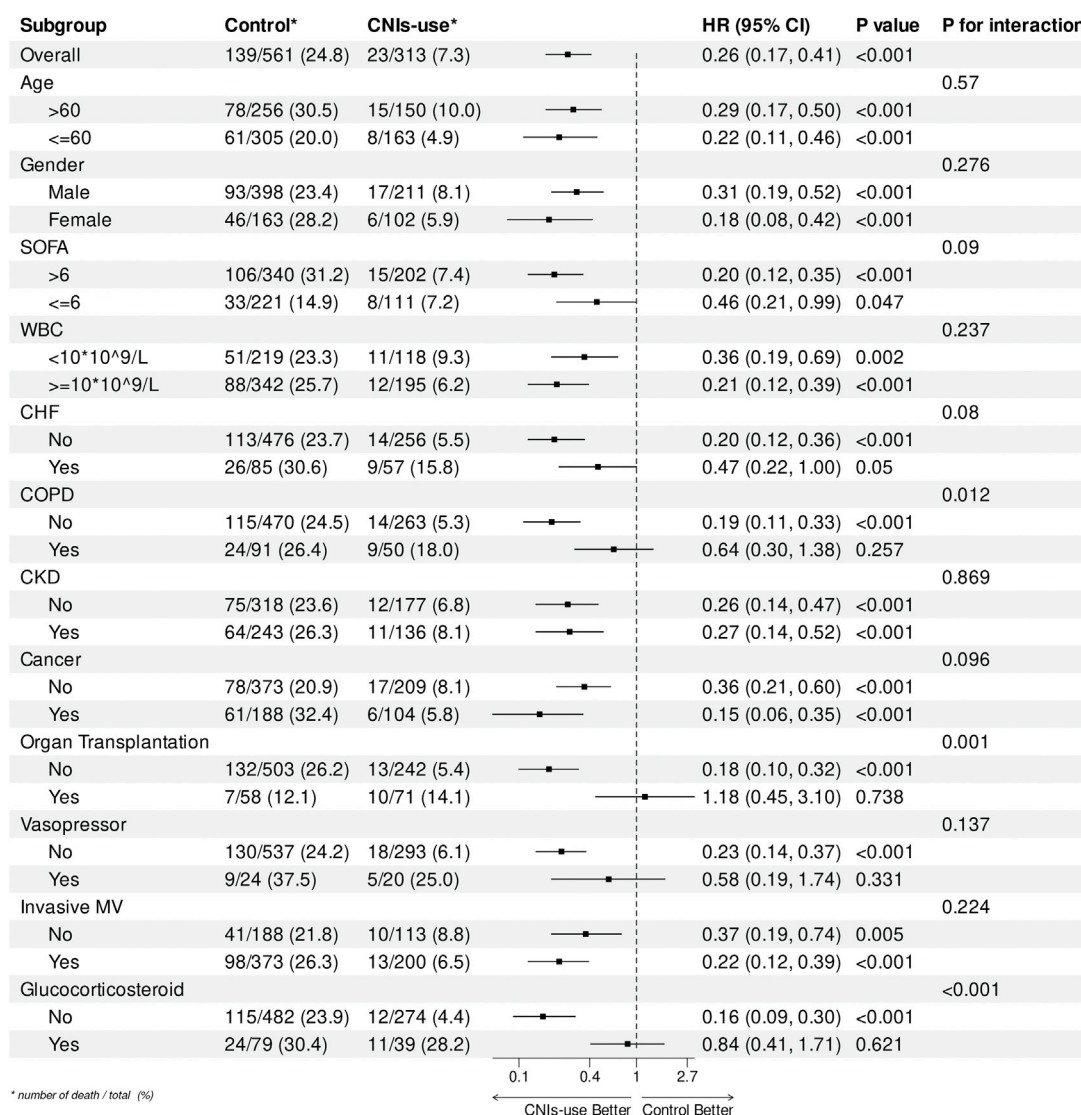 Subgroup Control* CNIs-use* HR (95% CI) P value P for interaction
Overall 139/561 (24.8) 23/313 (7.3) 0.26 (0.17, 0.41) <0.001
Age 0.57
>60 78/256 (30.5) 15/150 (10.0) 0.29 (0.17, 0.50) <0.001
<=60 61/305 (20.0) 8/163 (4.9) 0.22 (0.11, 0.46) <0.001
Gender 0.276
Male 93/398 (23.4) 17/211 (8.1) 0.31 (0.19, 0.52) <0.001
Female 46/163 (28.2) 6/102 (5.9) 0.18 (0.08, 0.42) <0.001
SOFA 0.09
>6 106/340 (31.2) 15/202 (7.4) 0.20 (0.12, 0.35) <0.001
<=6 33/221 (14.9) 8/111 (7.2) 0.46 (0.21, 0.99) 0.047
WBC 0.237
<10*10^9/L 51/219 (23.3) 11/118 (9.3) 0.36 (0.19, 0.69) 0.002
>=10*10^9/L 88/342 (25.7) 12/195 (6.2) 0.21 (0.12, 0.39) <0.001
CHF 0.08
No 113/476 (23.7) 14/256 (5.5) 0.20 (0.12, 0.36) <0.001
Yes 26/85 (30.6) 9/57 (15.8) 0.47 (0.22, 1.00) 0.05
COPD 0.012
No 115/470 (24.5) 14/263 (5.3) 0.19 (0.11, 0.33) <0.001
Yes 24/91 (26.4) 9/50 (18.0) 0.64 (0.30, 1.38) 0.257
CKD 0.869
No 75/318 (23.6) 12/177 (6.8) 0.26 (0.14, 0.47) <0.001
Yes 64/243 (26.3) 11/136 (8.1) 0.27 (0.14, 0.52) <0.001
Cancer 0.096
No 78/373 (20.9) 17/209 (8.1) 0.36 (0.21, 0.60) <0.001
Yes 61/188 (32.4) 6/104 (5.8) 0.15 (0.06, 0.35) <0.001
Organ Transplantation 0.001
No 132/503 (26.2) 13/242 (5.4) 0.18 (0.10, 0.32) <0.001
Yes 7/58 (12.1) 10/71 (14.1) 1.18 (0.45, 3.10) 0.738
Vasopressor 0.137
No 130/537 (24.2) 18/293 (6.1) 0.23 (0.14, 0.37) <0.001
Yes 9/24 (37.5) 5/20 (25.0) 0.58 (0.19, 1.74) 0.331
Invasive MV 0.224
No 41/188 (21.8) 10/113 (8.8) 0.37 (0.19, 0.74) 0.005
Yes 98/373 (26.3) 13/200 (6.5) 0.22 (0.12, 0.39) <0.001
Glucocorticosteroid <0.001
No 115/482 (23.9) 12/274 (4.4) 0.16 (0.09, 0.30) <0.001
Yes 24/79 (30.4) 11/39 (28.2) 0.84 (0.41, 1.71) 0.621
0.1 0.4 1 2.7
* number of death / total (%)
CNIs-use Better Control Better